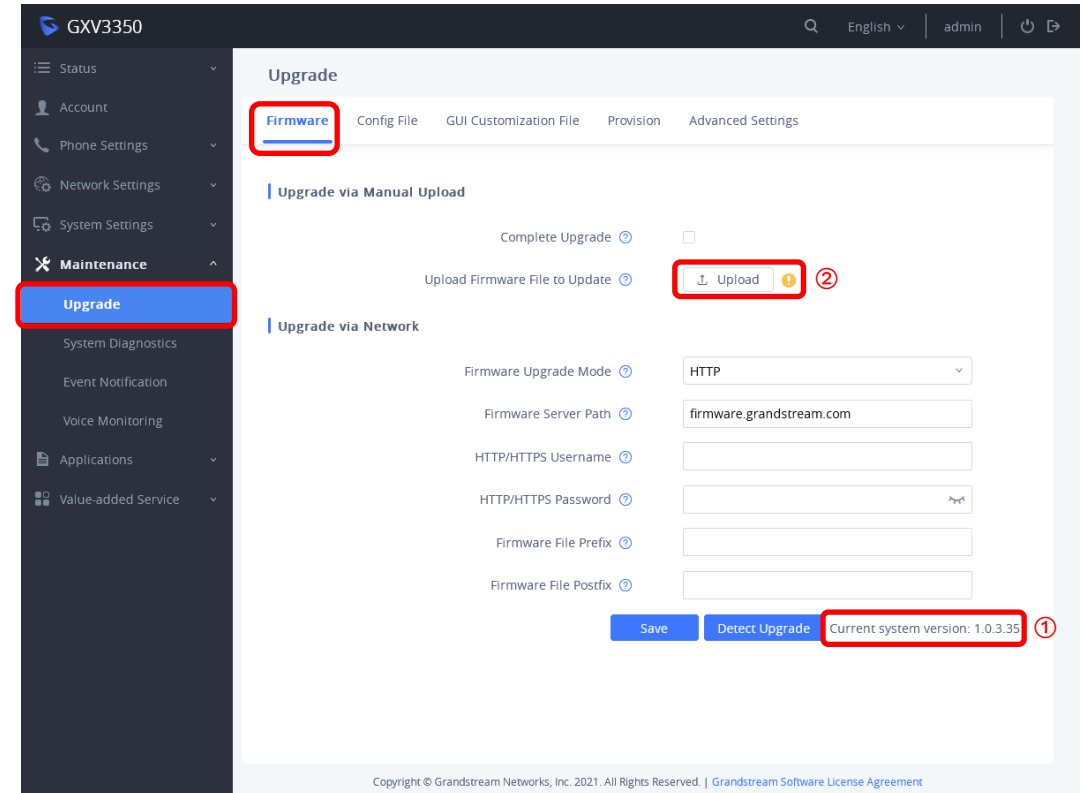 GXV3350
English
admin
Status
Account
Phone Settings
Network Settings
System Settings
Maintenance
Upgrade
System Diagnostics
Event Notification
Voice Monitoring
Applications
Value-added Service
Upgrade
Firmware Config File GUI Customization File Provision Advanced Settings
Upgrade via Manual Upload
Complete Upgrade ?
Upload Firmware File to Update ? Upload ! ②
Upgrade via Network
Firmware Upgrade Mode ? HTTP
Firmware Server Path ? firmware.grandstream.com
HTTP/HTTPS Username ?
HTTP/HTTPS Password ?
Firmware File Prefix ?
Firmware File Postfix ?
Save Detect Upgrade Current system version: 1.0.3.35 ①
Copyright © Grandstream Networks, Inc. 2021. All Rights Reserved. | Grandstream Software License Agreement